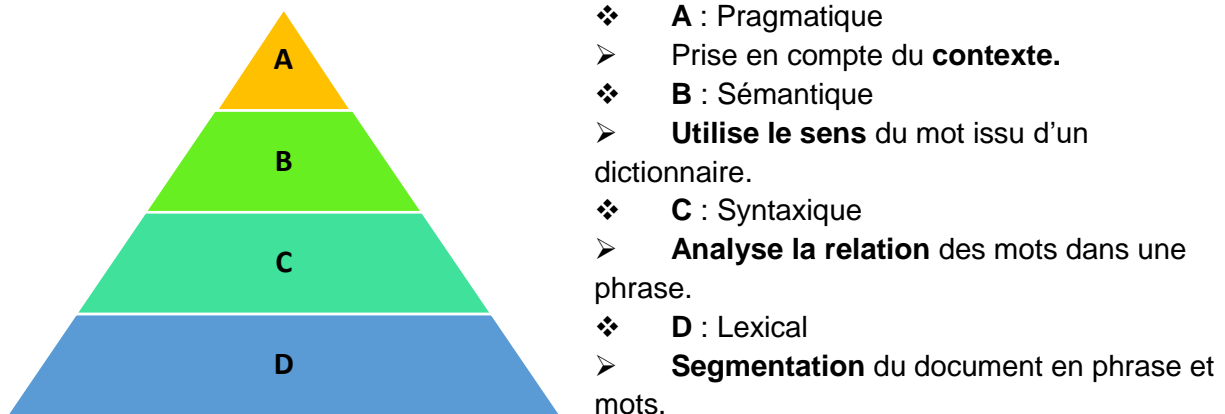 A
B
C
D
❖ A : Pragmatique
➢ Prise en compte du contexte.
❖ B : Sémantique
➢ Utilise le sens du mot issu d’un
dictionnaire.
❖ C : Syntaxique
➢ Analyse la relation des mots dans une
phrase.
❖ D : Lexical
➢ Segmentation du document en phrase et
mots.